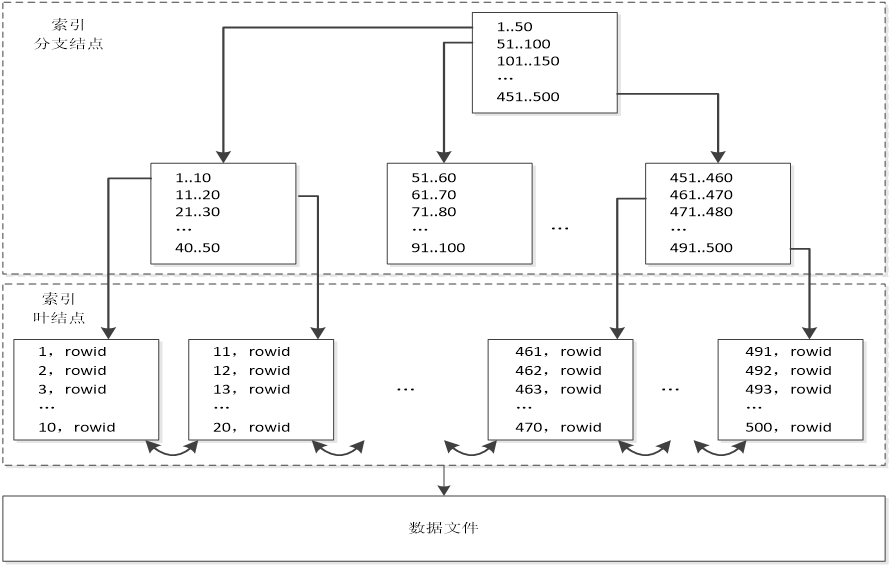 索引
分支结点
1..50
51..100
101..150
…
451..500
1..10
11..20
21..30
…
40..50
51..60
61..70
71..80
…
91..100
…
451..460
461..470
471..480
…
491..500
索引
叶结点
1，rowid
2，rowid
3，rowid
…
10，rowid
11，rowid
12，rowid
13，rowid
…
20，rowid
…
461，rowid
462，rowid
463，rowid
…
470，rowid
…
491，rowid
492，rowid
493，rowid
…
500，rowid
数据文件